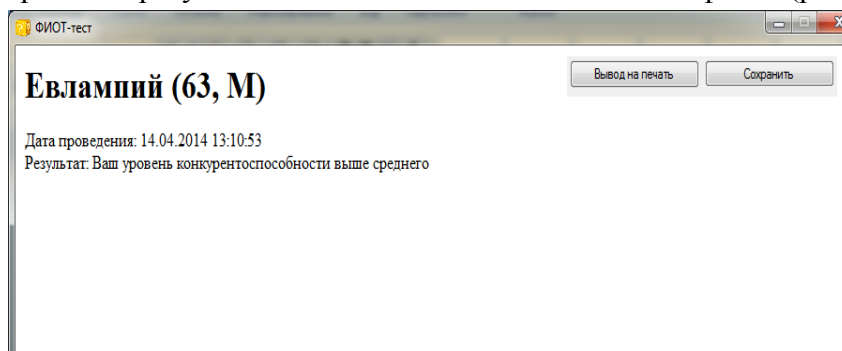 ФИОТ-тест
Евлампий (63, М)
Вывод на печать
Сохранить
Дата проведения: 14.04.2014 13:10:53
Результат: Ваш уровень конкурентоспособности выше среднего